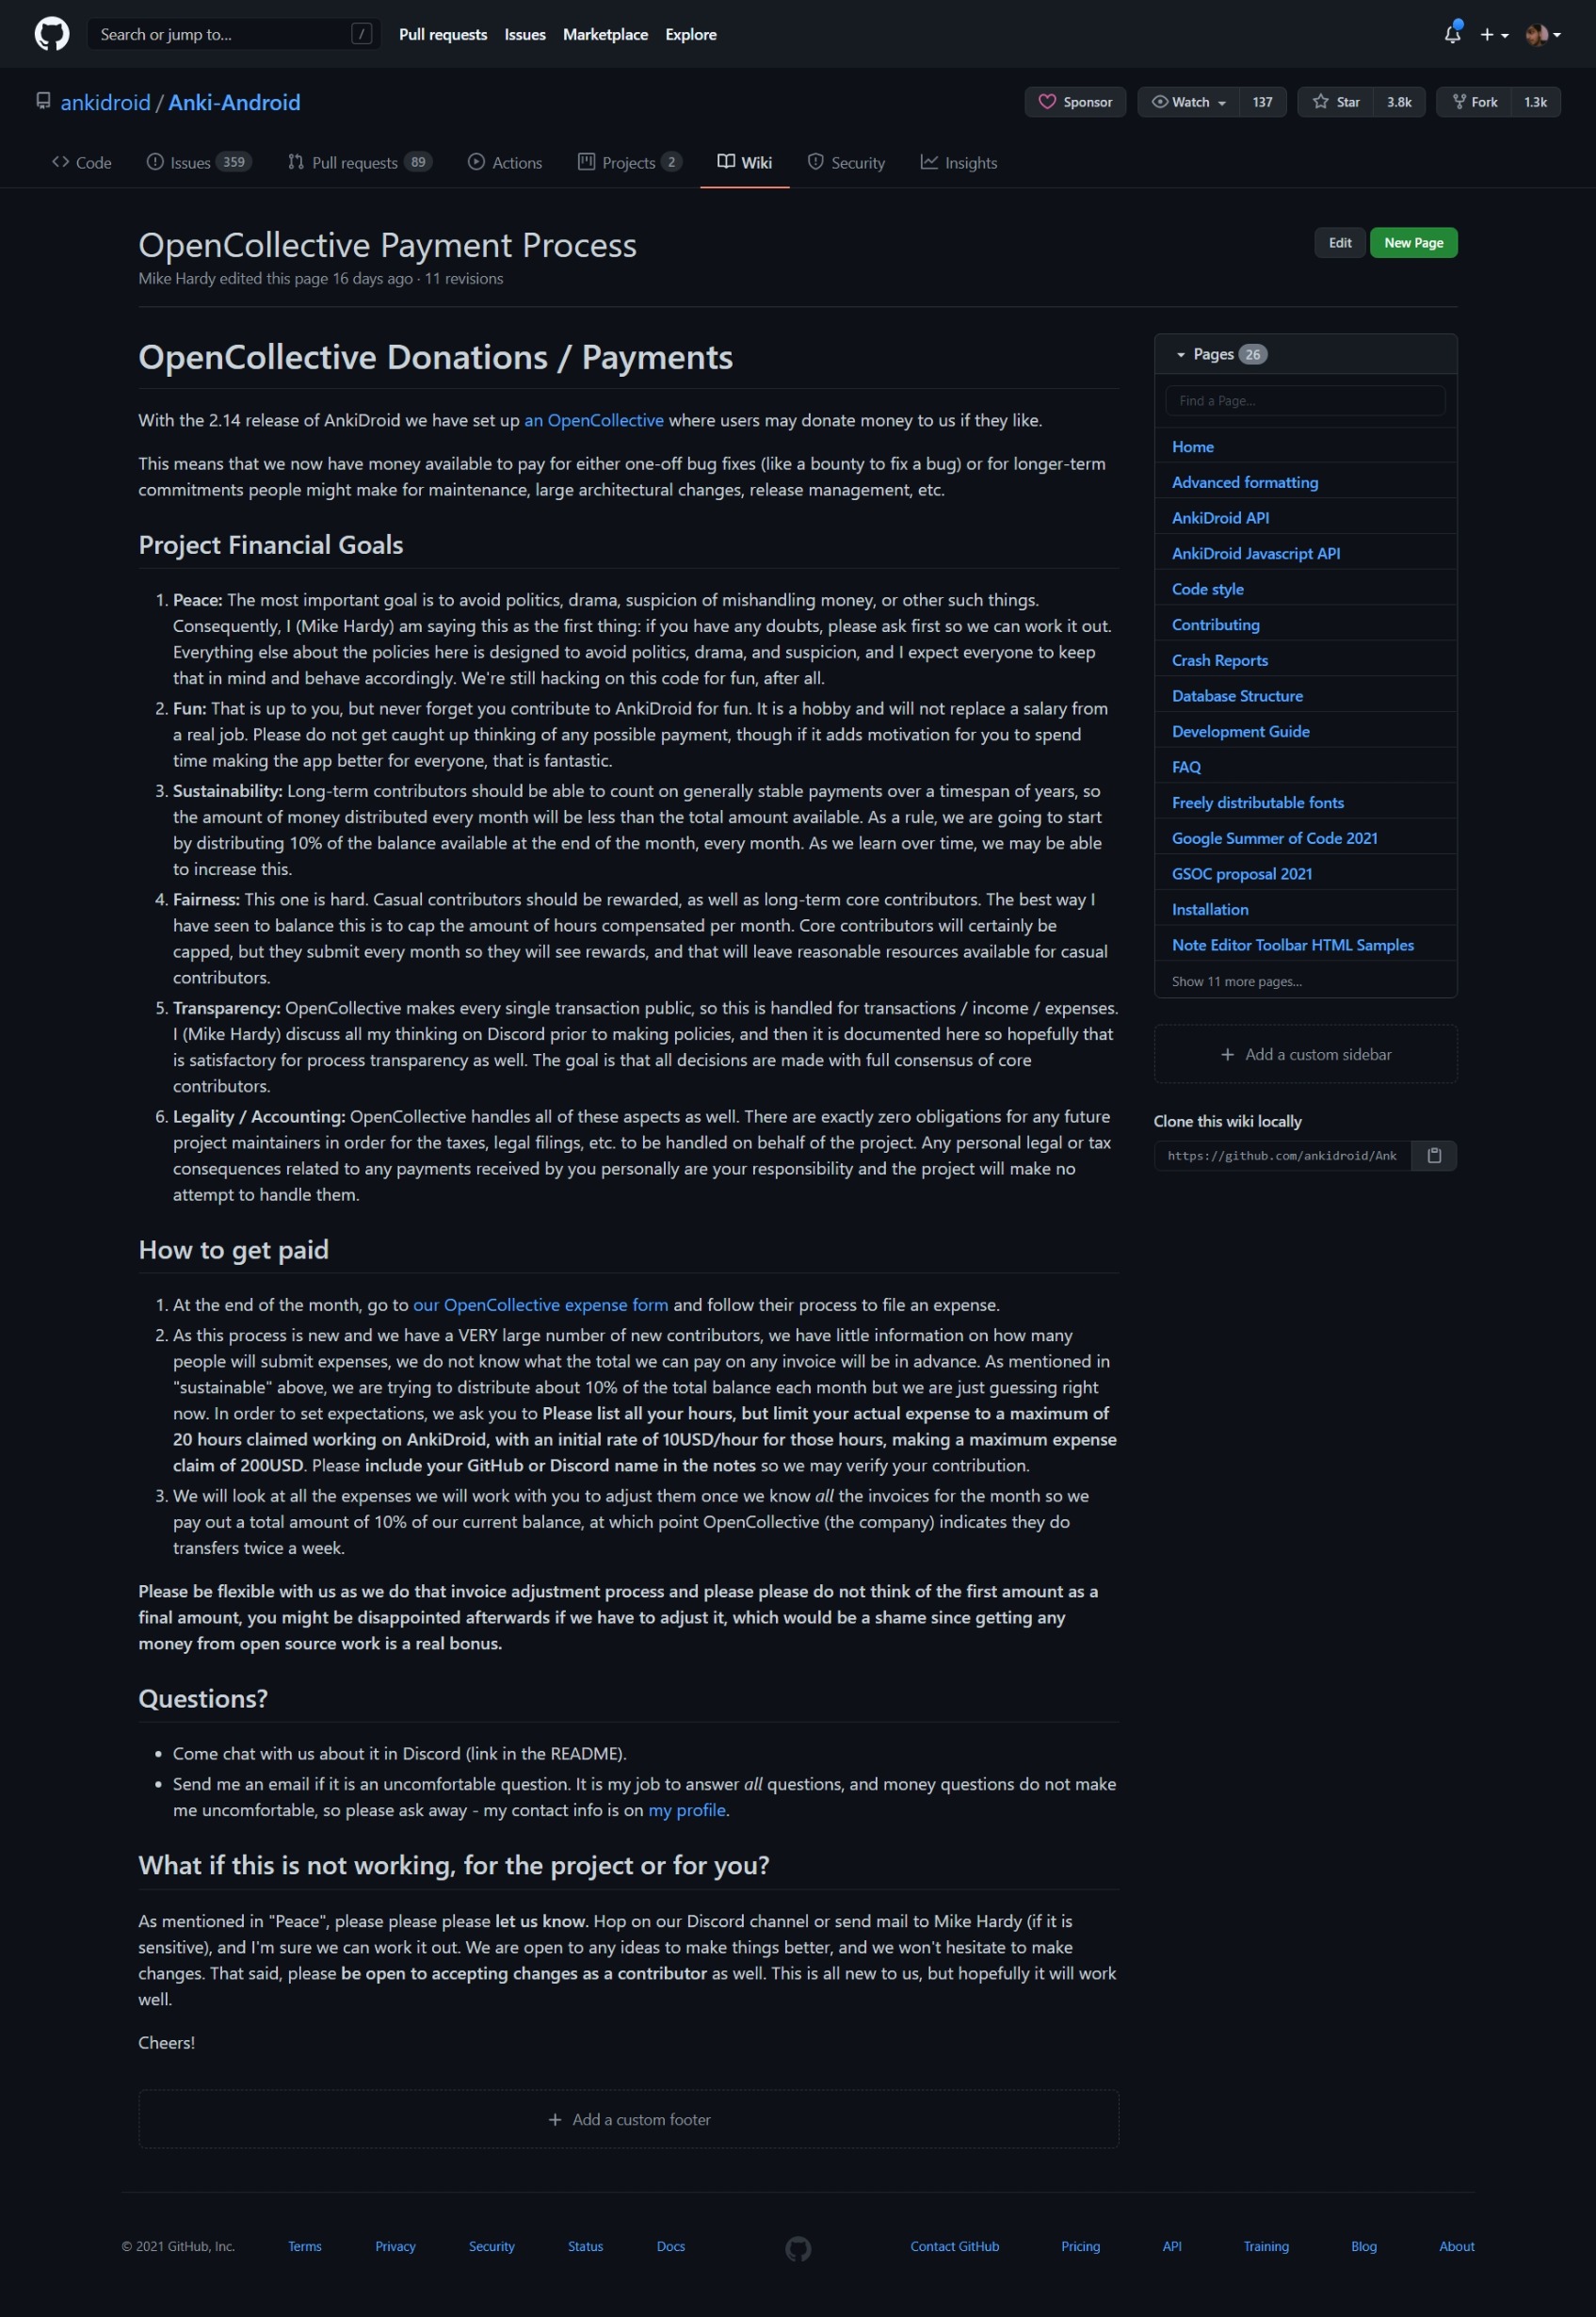 Search or jump to... /
Pull requests Issues Marketplace Explore
ankidroid / Anki-Android
Sponsor Watch 137 Star 3.8k Fork 1.3k
Code Issues 359 Pull requests 89 Actions Projects 2 Wiki Security Insights
OpenCollective Payment Process
Edit New Page
Mike Hardy edited this page 16 days ago · 11 revisions
OpenCollective Donations / Payments
With the 2.14 release of AnkiDroid we have set up an OpenCollective where users may donate money to us if they like.
This means that we now have money available to pay for either one-off bug fixes (like a bounty to fix a bug) or for longer-term
commitments people might make for maintenance, large architectural changes, release management, etc.
Project Financial Goals
1. Peace: The most important goal is to avoid politics, drama, suspicion of mishandling money, or other such things.
Consequently, I (Mike Hardy) am saying this as the first thing: if you have any doubts, please ask first so we can work it out.
Everything else about the policies here is designed to avoid politics, drama, and suspicion, and I expect everyone to keep
that in mind and behave accordingly. We're still hacking on this code for fun, after all.
2. Fun: That is up to you, but never forget you contribute to AnkiDroid for fun. It is a hobby and will not replace a salary from
a real job. Please do not get caught up thinking of any possible payment, though if it adds motivation for you to spend
time making the app better for everyone, that is fantastic.
3. Sustainability: Long-term contributors should be able to count on generally stable payments over a timespan of years, so
the amount of money distributed every month will be less than the total amount available. As a rule, we are going to start
by distributing 10% of the balance available at the end of the month, every month. As we learn over time, we may be able
to increase this.
4. Fairness: This one is hard. Casual contributors should be rewarded, as well as long-term core contributors. The best way I
have seen to balance this is to cap the amount of hours compensated per month. Core contributors will certainly be
capped, but they submit every month so they will see rewards, and that will leave reasonable resources available for casual
contributors.
5. Transparency: OpenCollective makes every single transaction public, so this is handled for transactions / income / expenses.
I (Mike Hardy) discuss all my thinking on Discord prior to making policies, and then it is documented here so hopefully that
is satisfactory for process transparency as well. The goal is that all decisions are made with full consensus of core
contributors.
6. Legality / Accounting: OpenCollective handles all of these aspects as well. There are exactly zero obligations for any future
project maintainers in order for the taxes, legal filings, etc. to be handled on behalf of the project. Any personal legal or tax
consequences related to any payments received by you personally are your responsibility and the project will make no
attempt to handle them.
How to get paid
1. At the end of the month, go to our OpenCollective expense form and follow their process to file an expense.
2. As this process is new and we have a VERY large number of new contributors, we have little information on how many
people will submit expenses, we do not know what the total we can pay on any invoice will be in advance. As mentioned in
"sustainable" above, we are trying to distribute about 10% of the total balance each month but we are just guessing right
now. In order to set expectations, we ask you to Please list all your hours, but limit your actual expense to a maximum of
20 hours claimed working on AnkiDroid, with an initial rate of 10USD/hour for those hours, making a maximum expense
claim of 200USD. Please include your GitHub or Discord name in the notes so we may verify your contribution.
3. We will look at all the expenses we will work with you to adjust them once we know all the invoices for the month so we
pay out a total amount of 10% of our current balance, at which point OpenCollective (the company) indicates they do
transfers twice a week.
Please be flexible with us as we do that invoice adjustment process and please please do not think of the first amount as a
final amount, you might be disappointed afterwards if we have to adjust it, which would be a shame since getting any
money from open source work is a real bonus.
Questions?
• Come chat with us about it in Discord (link in the README).
• Send me an email if it is an uncomfortable question. It is my job to answer all questions, and money questions do not make
me uncomfortable, so please ask away - my contact info is on my profile.
What if this is not working, for the project or for you?
As mentioned in "Peace", please please please let us know. Hop on our Discord channel or send mail to Mike Hardy (if it is
sensitive), and I'm sure we can work it out. We are open to any ideas to make things better, and we won't hesitate to make
changes. That said, please be open to accepting changes as a contributor as well. This is all new to us, but hopefully it will work
well.
Cheers!
+ Add a custom footer
Pages 26
Find a Page...
Home
Advanced formatting
AnkiDroid API
AnkiDroid Javascript API
Code style
Contributing
Crash Reports
Database Structure
Development Guide
FAQ
Freely distributable fonts
Google Summer of Code 2021
GSOC proposal 2021
Installation
Note Editor Toolbar HTML Samples
Show 11 more pages...
+ Add a custom sidebar
Clone this wiki locally
https://github.com/ankidroid/Ank
© 2021 GitHub, Inc. Terms Privacy Security Status Docs Contact GitHub Pricing API Training Blog About